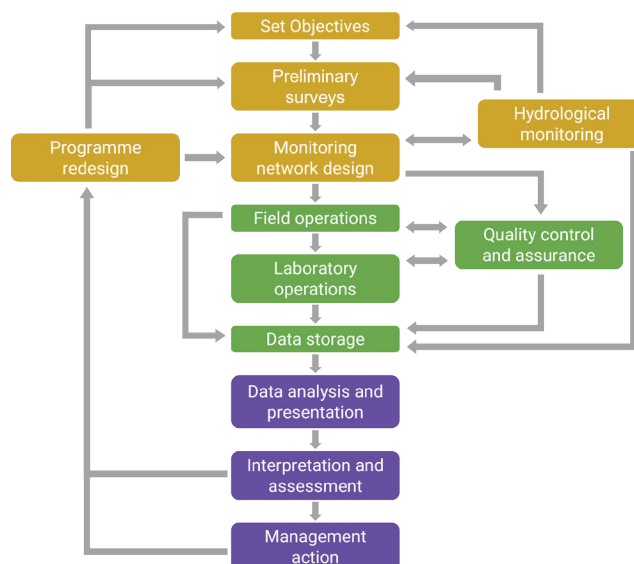 Set Objectives
Preliminary
surveys
Hydrological
monitoring
Programme
redesign
Monitoring
network design
Field operations
Quality control
and assurance
Laboratory
operations
Data storage
Data analysis and
presentation
Interpretation and
assessment
Management
action